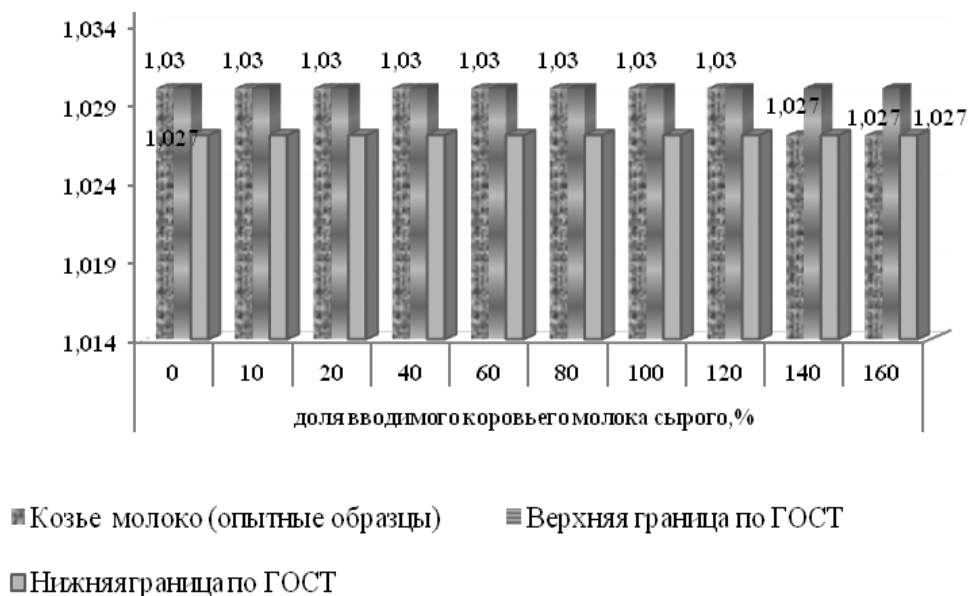 1,034
1,03 1,03 1,03 1,03 1,03 1,03 1,03 1,03
1,029
1,027 1,027 1,027 1,027
1,024
1,019
1,014
0 10 20 40 60 80 100 120 140 160
доля вводимого коровьего молока сырого,%
Козье молоко (опытные образцы) Верхняя граница по ГОСТ
Нижняяграница по ГОСТ